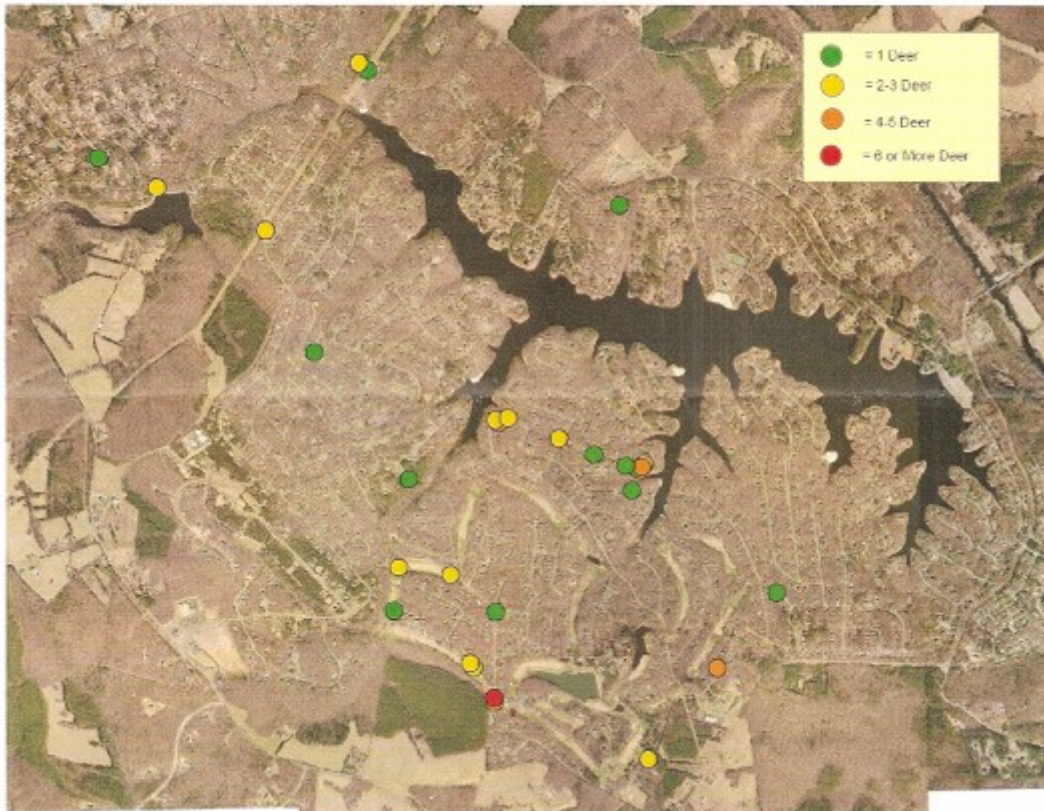 = 1 Deer
= 2-3 Deer
= 4-5 Deer
= 6 or More Deer